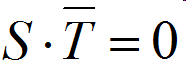 S · T̅ = 0